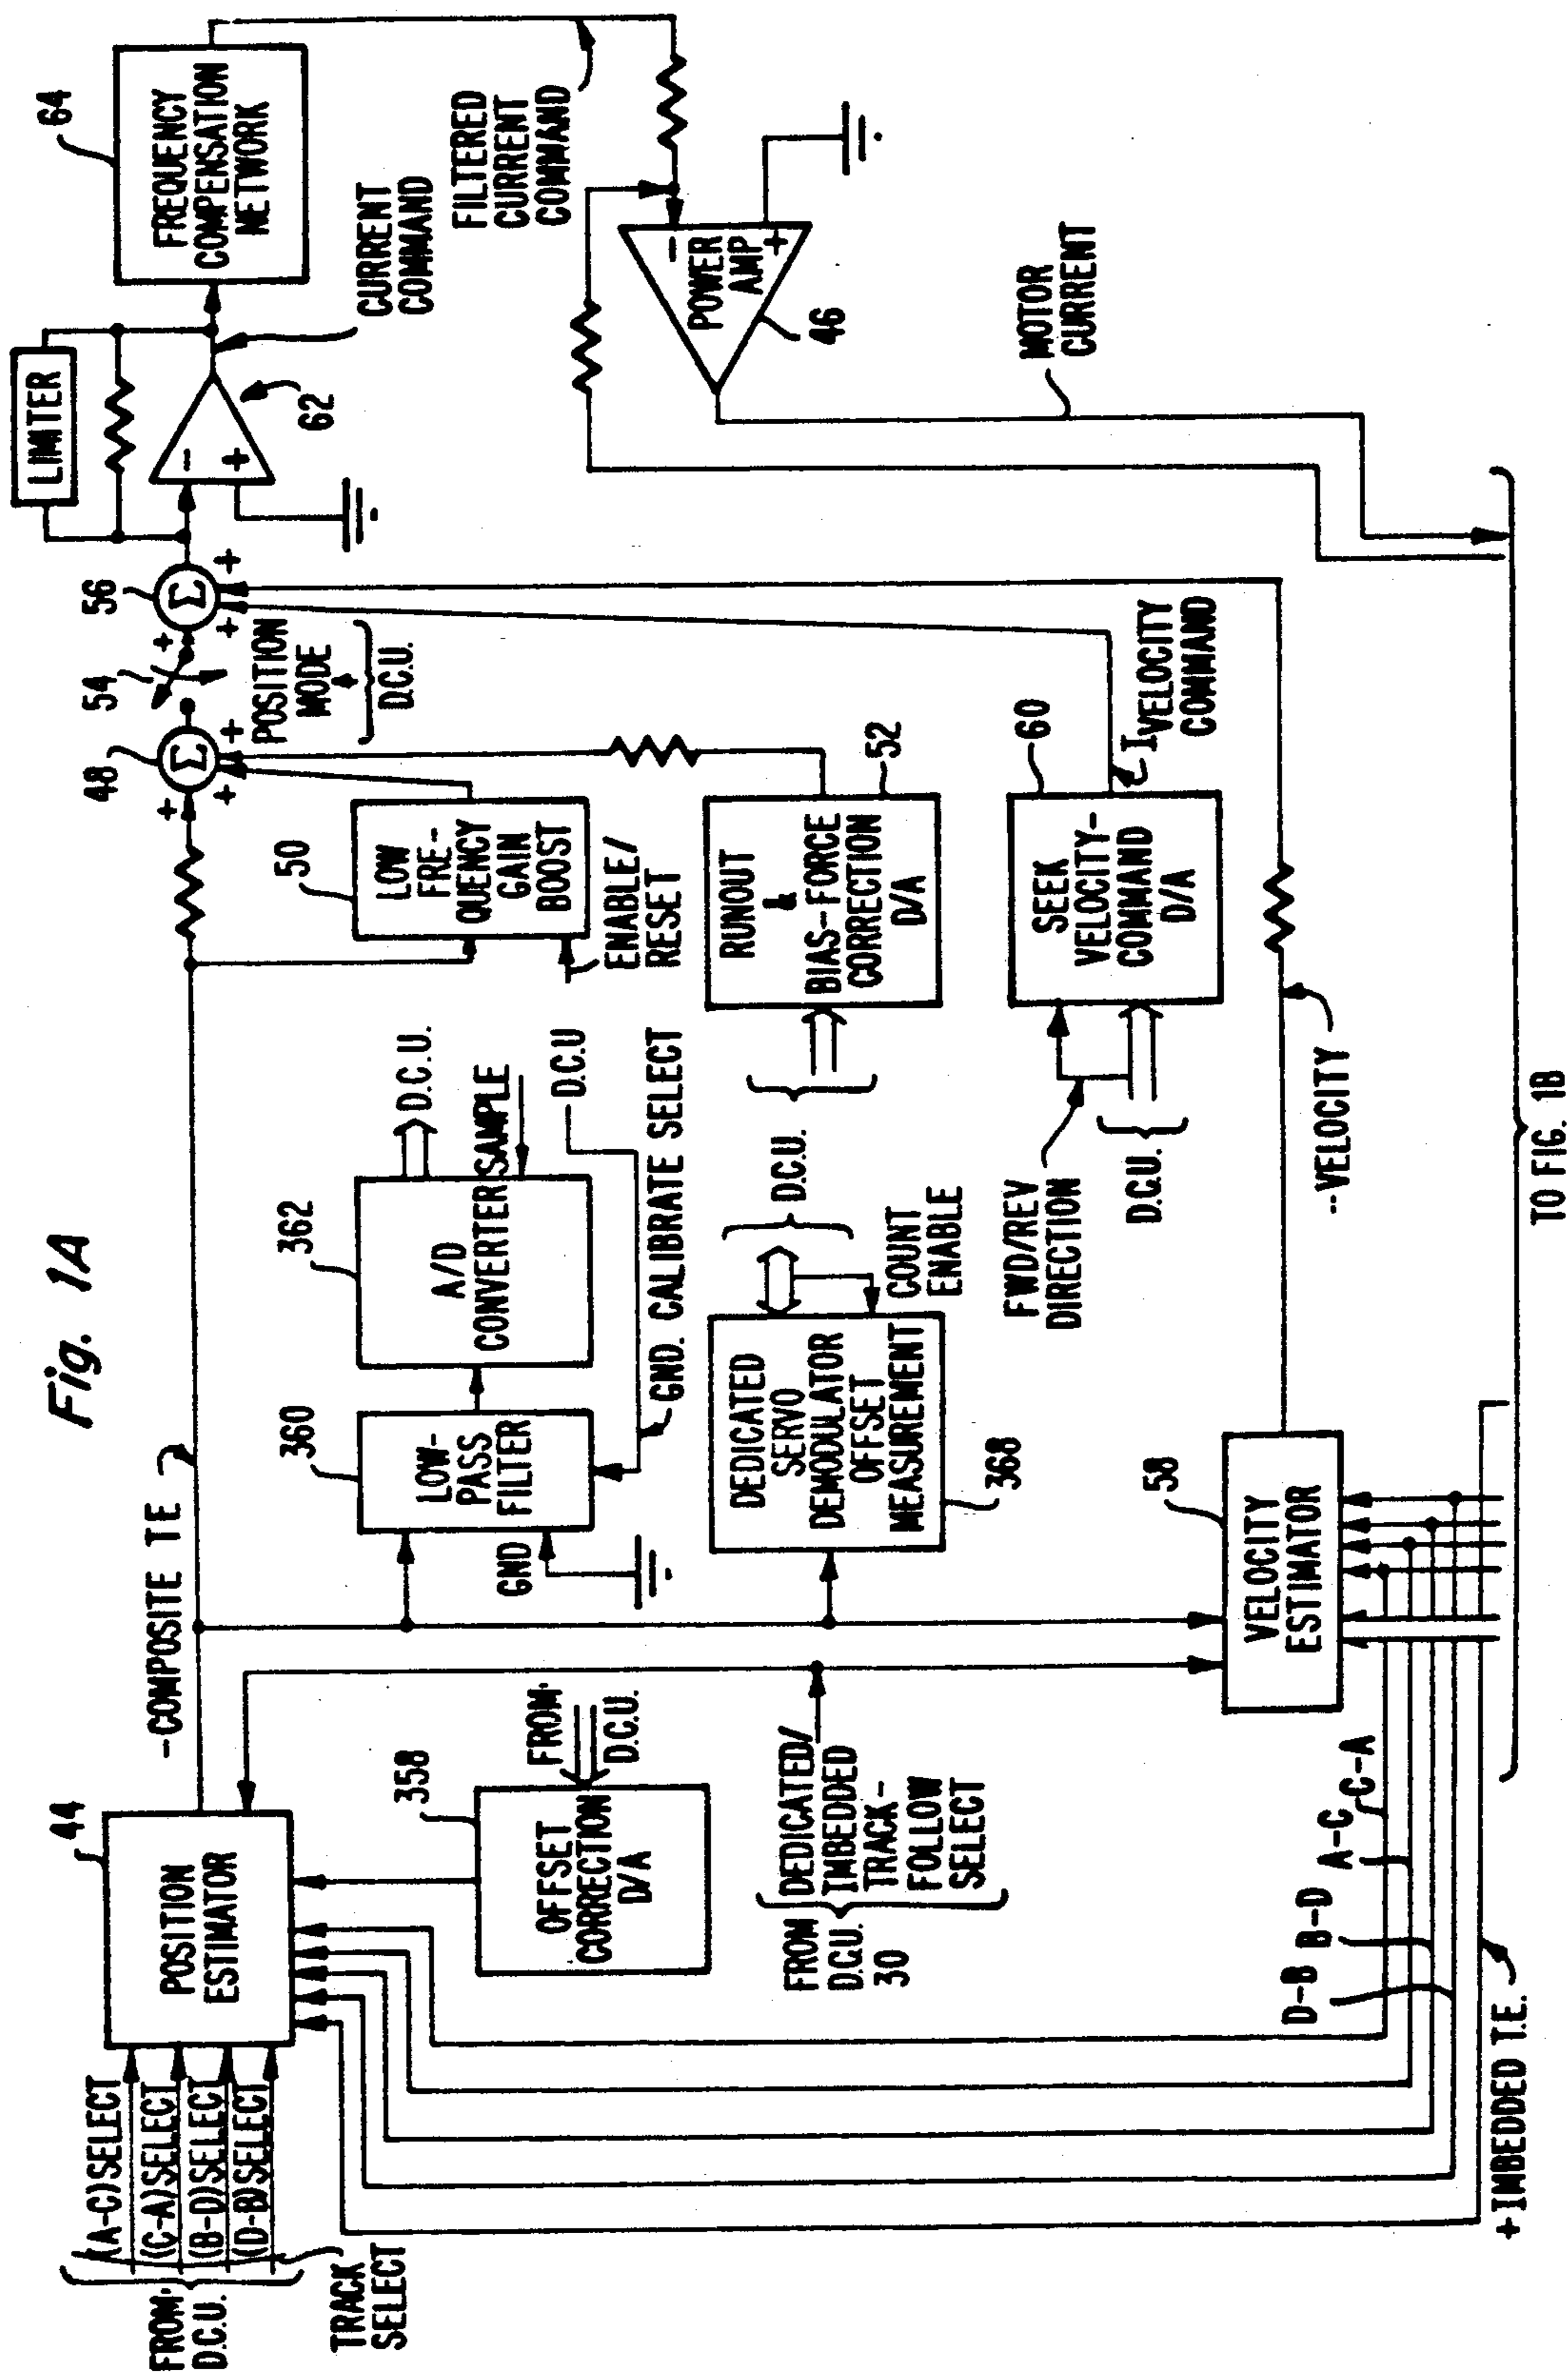 Fig. 1A
FROM
D.C.U.
(A-C)SELECT
(C-A)SELECT
(B-D)SELECT
(D-B)SELECT
TRACK
SELECT
44
POSITION
ESTIMATOR
-COMPOSITE TE
358
OFFSET
CORRECTION
D/A
FROM
D.C.U.
FROM
D.C.U.
30
DEDICATED/
IMBEDDED
TRACK-
FOLLOW
SELECT
360
LOW-
PASS
FILTER
GND
362
A/D
CONVERTER
D.C.U.
SAMPLE
D.C.U
GND. CALIBRATE SELECT
DEDICATED
SERVO
DEMODULATOR
OFFSET
MEASUREMENT
368
D.C.U.
COUNT
ENABLE
50
LOW
FRE-
QUENCY
GAIN
BOOST
ENABLE/
RESET
RUNOUT
&
BIAS-FORCE
CORRECTION
D/A
52
60
SEEK
VELOCITY-
COMMAND
D/A
FWD/REV
DIRECTION
D.C.U.
I VELOCITY
COMMAND
58
VELOCITY
ESTIMATOR
--VELOCITY
48
Σ
+
+
+
54
POSITION
MODE
D.C.U.
56
Σ
+
+
+
LIMITER
-
+
62
CURRENT
COMMAND
64
FREQUENCY
COMPENSATION
NETWORK
FILTERED
CURRENT
COMMAND
-
POWER
AMP
+
46
MOTOR
CURRENT
D-B
B-D
A-C
C-A
+IMBEDDED T.E.
TO FIG. 1B